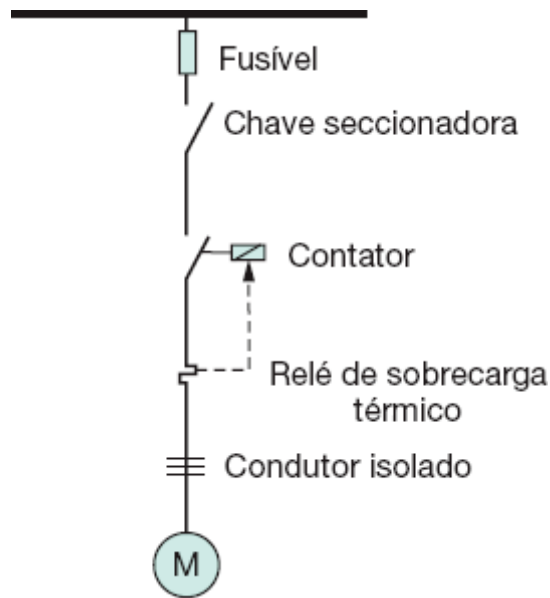 Fusível
Chave seccionadora
Contator
Relé de sobrecarga
térmico
Condutor isolado
M